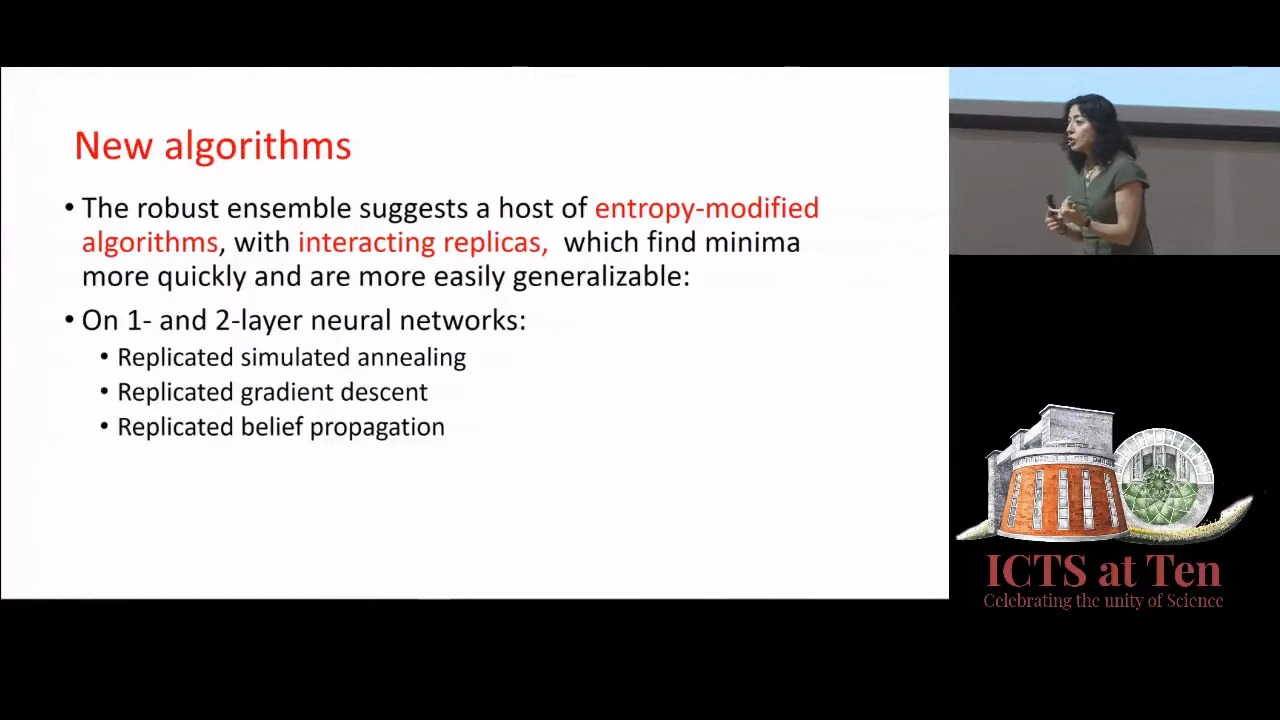 New algorithms
• The robust ensemble suggests a host of entropy-modified
algorithms, with interacting replicas, which find minima
more quickly and are more easily generalizable:
• On 1- and 2-layer neural networks:
• Replicated simulated annealing
• Replicated gradient descent
• Replicated belief propagation
ICTS at Ten
Celebrating the unity of Science